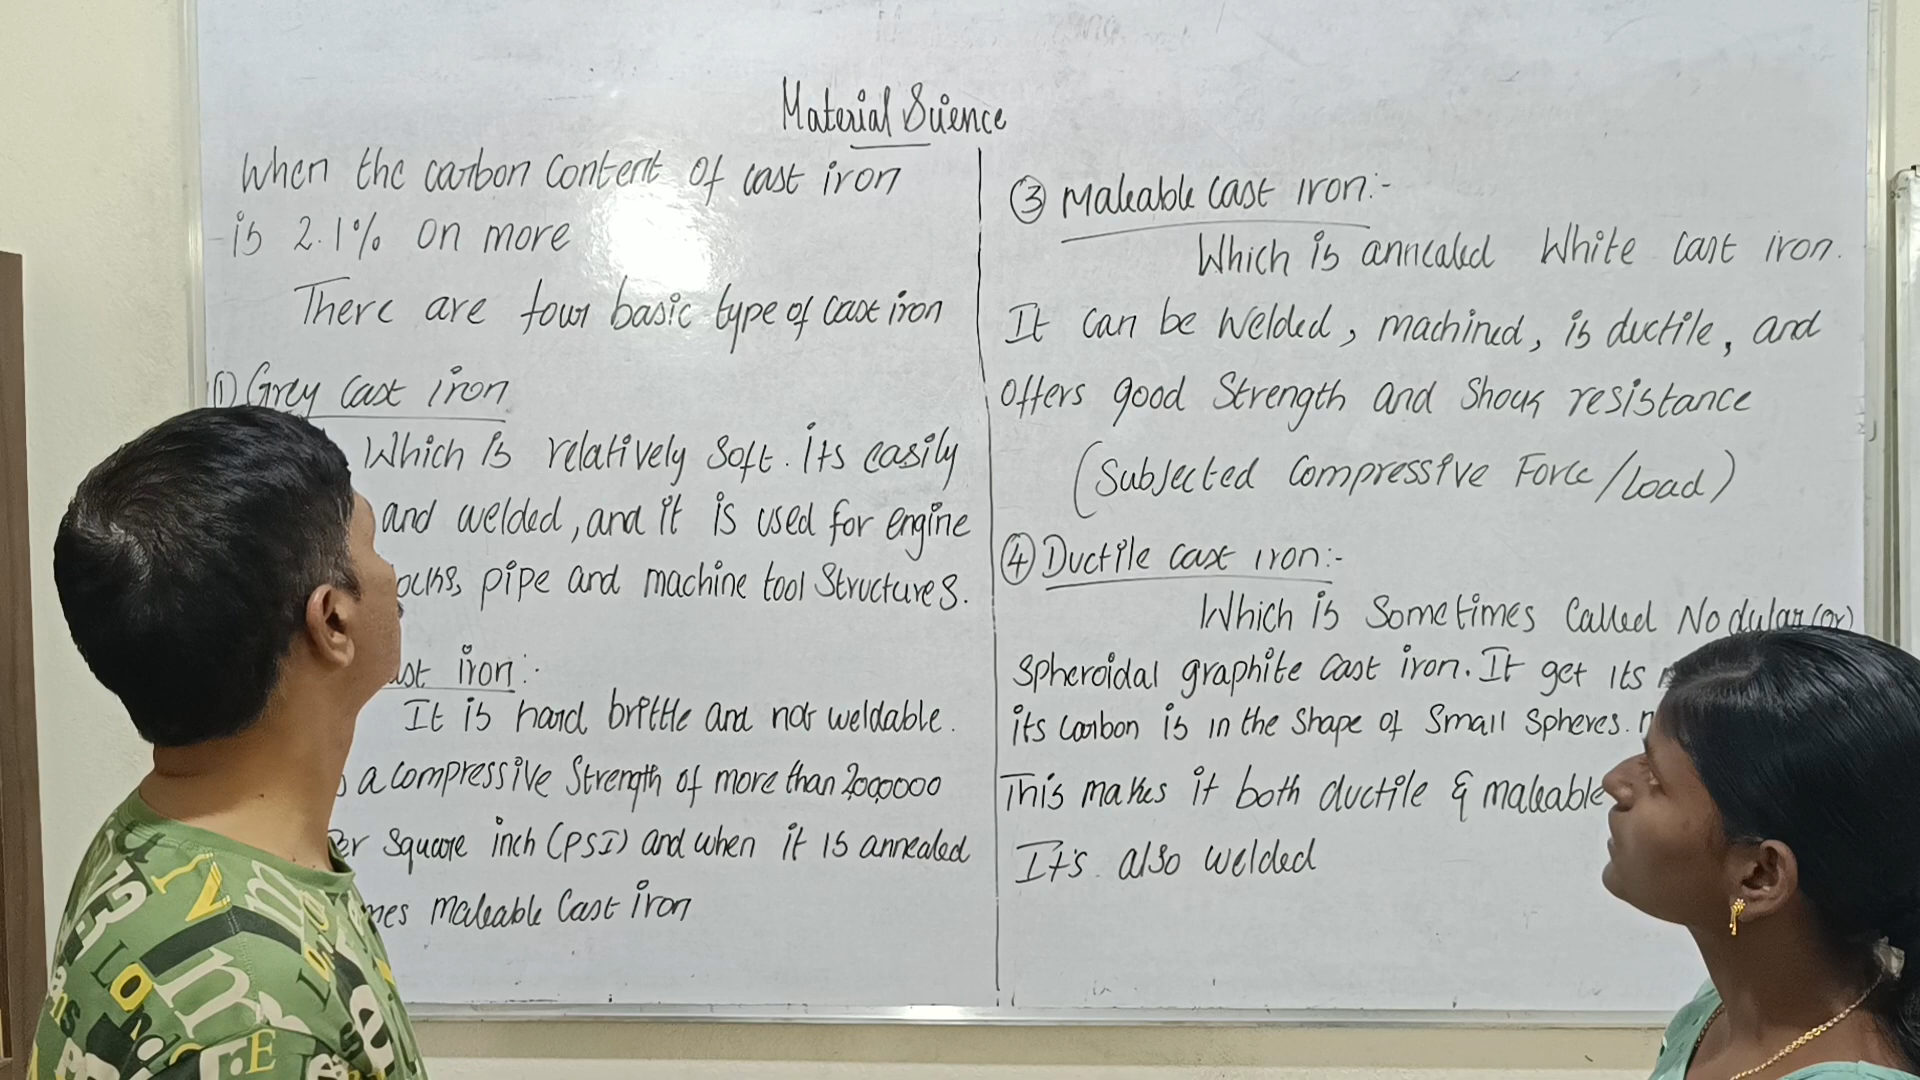 Material Science
When the carbon content of cast iron
is 2.1% on more
There are four basic type of cast iron
① Grey cast iron
Which is relatively soft. Its easily
and welded, and it is used for engine
pipe and machine tool structures.
iron:-
It is hard brittle and not weldable.
a compressive strength of more than
square inch (PSI) and when it is annealed
maleable cast iron
③ Maleable cast iron:-
Which is annealed White cast iron.
It can be welded, machined, is ductile, and
offers good strength and shock resistance
(Subjected compressive Force/Load)
④ Ductile cast iron:-
Which is Sometimes Called Nodular (or)
Spheroidal graphite cast iron. It get its
its carbon is in the shape of small spheres.
This makes it both ductile & maleable
It's also welded